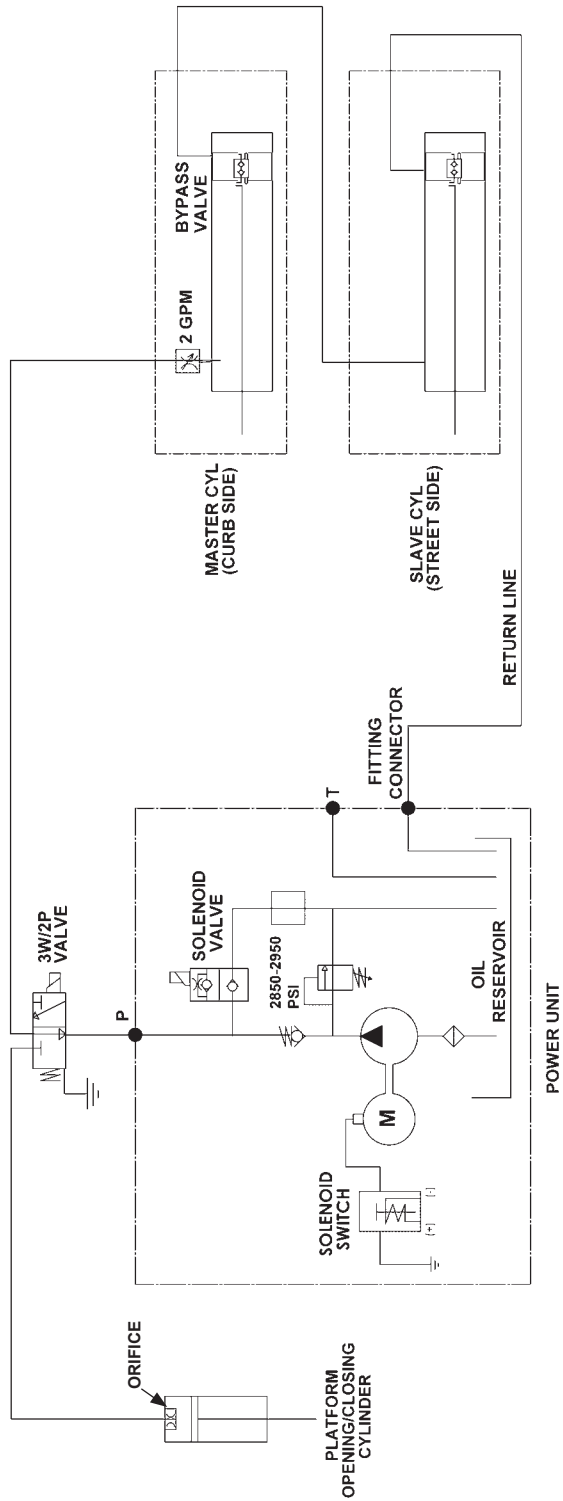 PLATFORM
OPENING/CLOSING
CYLINDER
ORIFICE
3W/2P
VALVE
P
SOLENOID
VALVE
2850-2950
PSI
M
SOLENOID
SWITCH
(+)
(-)
OIL
RESERVOIR
POWER UNIT
T
FITTING
CONNECTOR
RETURN LINE
2 GPM
BYPASS
VALVE
MASTER CYL
(CURB SIDE)
SLAVE CYL
(STREET SIDE)